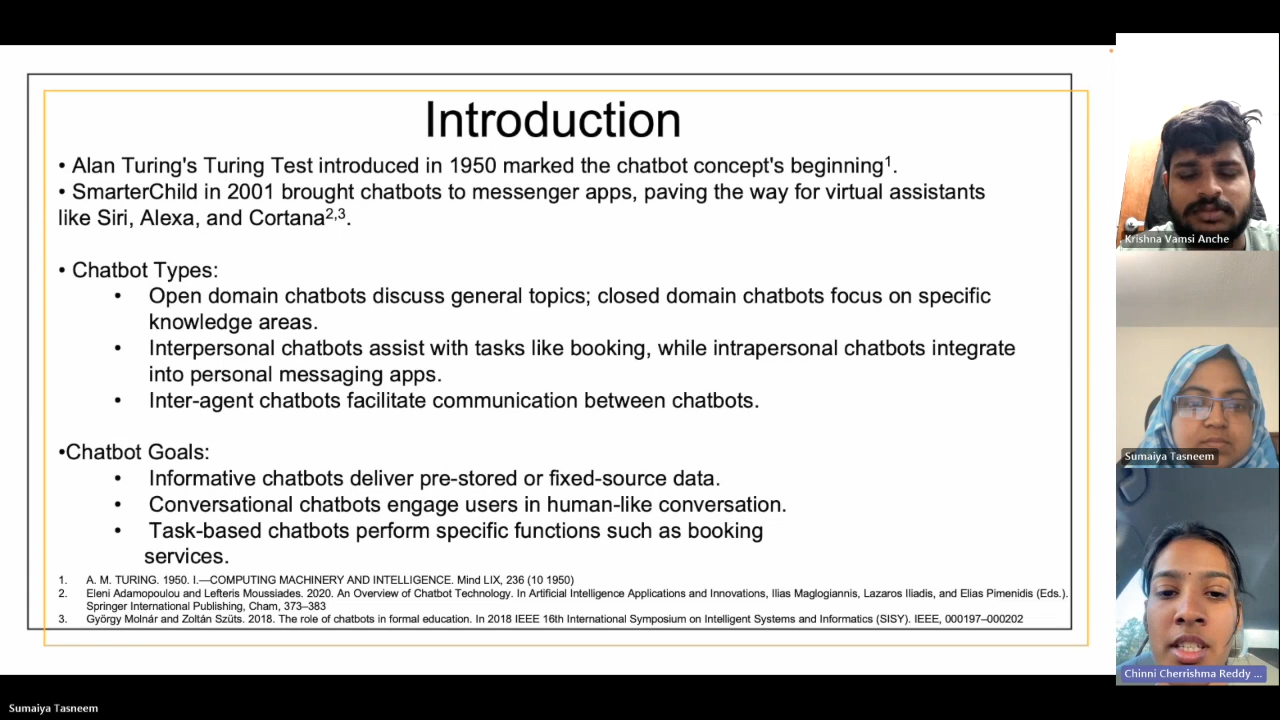 Introduction
• Alan Turing's Turing Test introduced in 1950 marked the chatbot concept's beginning¹.
• SmarterChild in 2001 brought chatbots to messenger apps, paving the way for virtual assistants
like Siri, Alexa, and Cortana²,³.
• Chatbot Types:
• Open domain chatbots discuss general topics; closed domain chatbots focus on specific
knowledge areas.
• Interpersonal chatbots assist with tasks like booking, while intrapersonal chatbots integrate
into personal messaging apps.
• Inter-agent chatbots facilitate communication between chatbots.
•Chatbot Goals:
• Informative chatbots deliver pre-stored or fixed-source data.
• Conversational chatbots engage users in human-like conversation.
• Task-based chatbots perform specific functions such as booking
services.
1. A. M. TURING. 1950. I.—COMPUTING MACHINERY AND INTELLIGENCE. Mind LIX, 236 (10 1950)
2. Eleni Adamopoulou and Lefteris Moussiades. 2020. An Overview of Chatbot Technology. In Artificial Intelligence Applications and Innovations, Ilias Maglogiannis, Lazaros Iliadis, and Elias Pimenidis (Eds.).
Springer International Publishing, Cham, 373–383
3. György Molnár and Zoltán Szüts. 2018. The role of chatbots in formal education. In 2018 IEEE 16th International Symposium on Intelligent Systems and Informatics (SISY). IEEE, 000197–000202
Krishna Vamsi Anche
Sumaiya Tasneem
Chinni Cherrishma Reddy ...
Sumaiya Tasneem